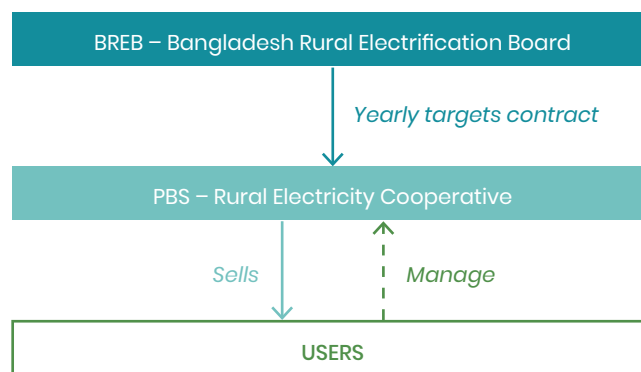 BREB – Bangladesh Rural Electrification Board
Yearly targets contract
PBS – Rural Electricity Cooperative
Sells
Manage
USERS